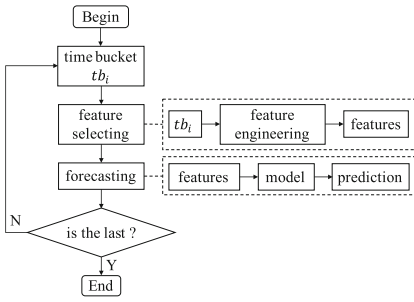 Begin
time bucket
tbᵢ
feature
selecting
tbᵢ
feature
engineering
features
forecasting
features
model
prediction
N
is the last ?
Y
End